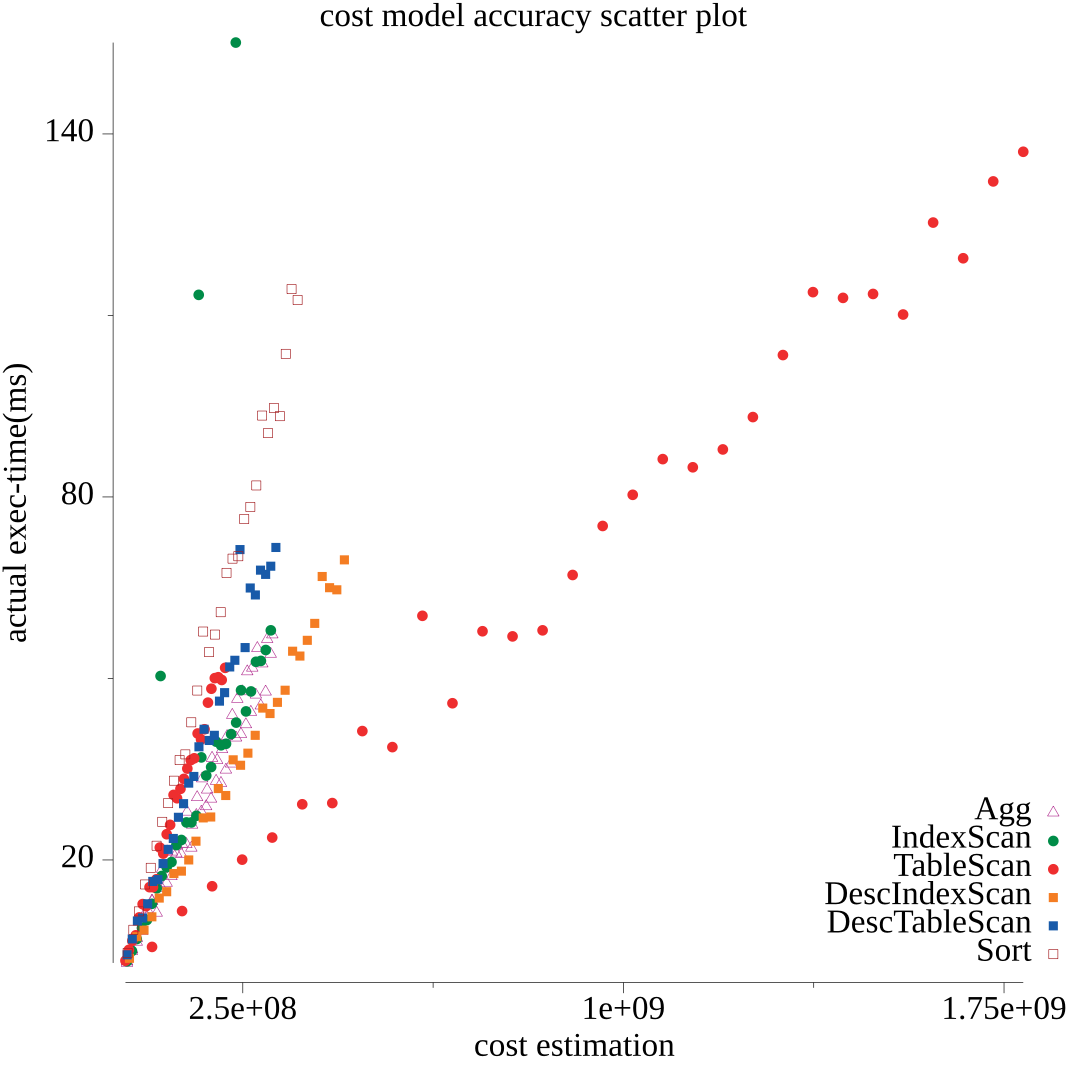 cost model accuracy scatter plot
140
80
20
actual exec-time(ms)
Agg
IndexScan
TableScan
DescIndexScan
DescTableScan
Sort
2.5e+08 1e+09 1.75e+09
cost estimation